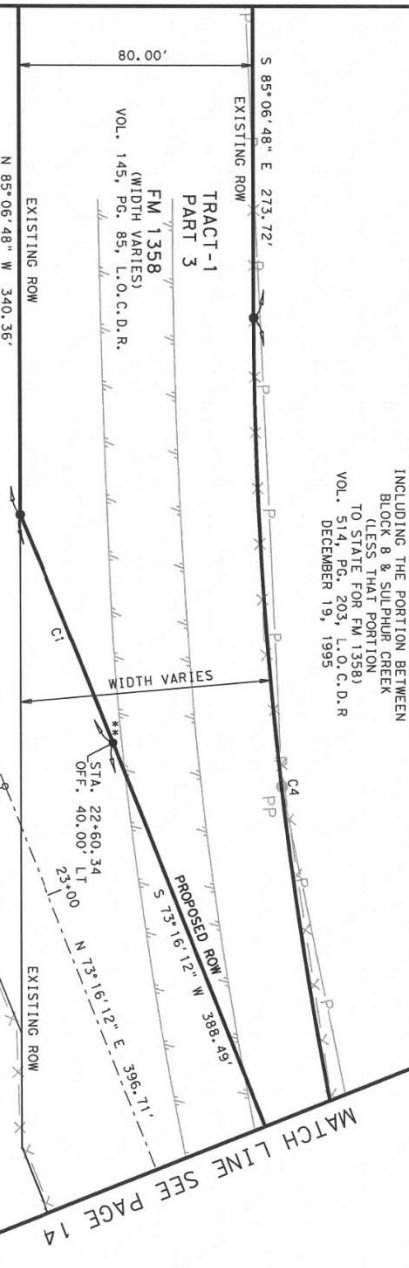 INCLUDING THE PORTION BETWEEN
BLOCK 8 & SULPHUR CREEK
(LESS THAT PORTION
TO STATE FOR FM 1358)
VOL. 514, PG. 203, L.O.C.D.R
DECEMBER 19, 1995
S 85°06'48" E 273.72'
EXISTING ROW
80.00'
TRACT-1
PART 3
FM 1358
(WIDTH VARIES)
VOL. 145, PG. 85, L.O.C.D.R.
EXISTING ROW
N 85°06'48" W 340.36'
P
P
P
P
P
P
P
P
P
P
C4
PP
WIDTH VARIES
C1
**
STA. 22+60.34
OFF. 40.00' LT
23+00
PROPOSED ROW
S 73°16'12" W 388.49'
N 73°16'12" E 396.71'
EXISTING ROW
MATCH LINE SEE PAGE 14